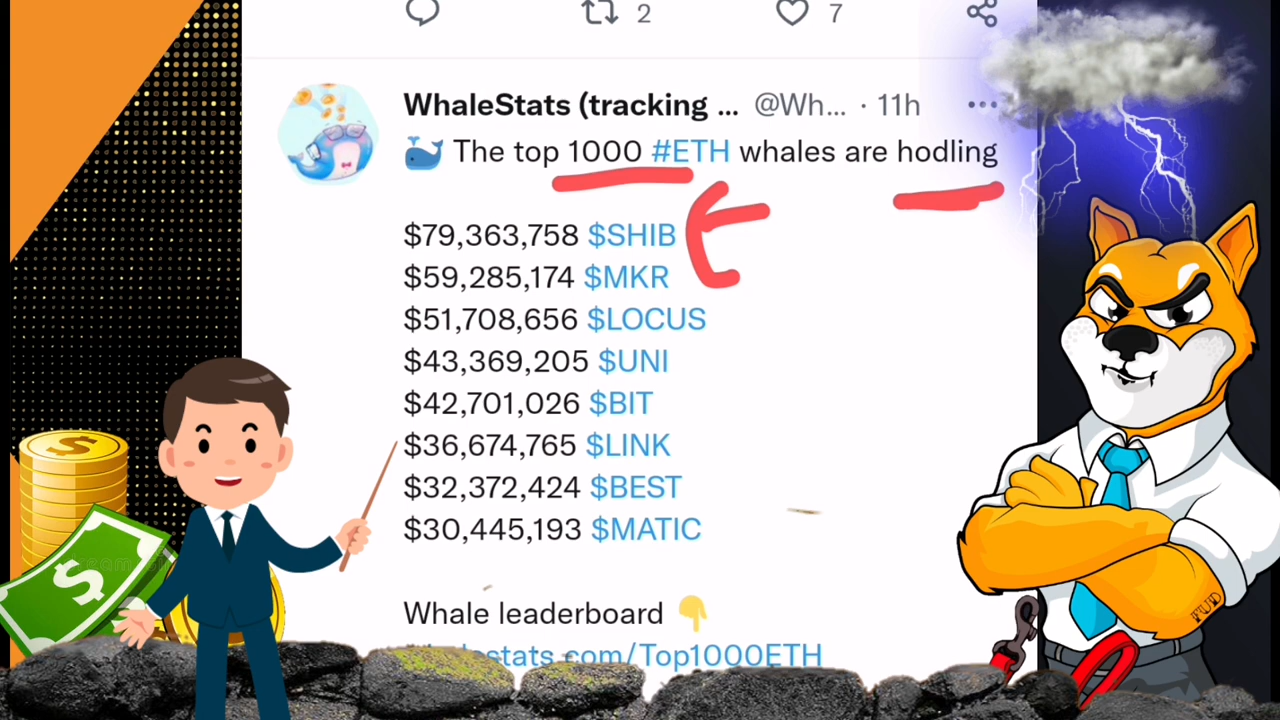 2
7
WhaleStats (tracking ... @Wh... · 11h
🐳 The top 1000 #ETH whales are hodling
$79,363,758 $SHIB
$59,285,174 $MKR
$51,708,656 $LOCUS
$43,369,205 $UNI
$42,701,026 $BIT
$36,674,765 $LINK
$32,372,424 $BEST
$30,445,193 $MATIC
Whale leaderboard 👇
stats.com/Top1000ETH
FUD